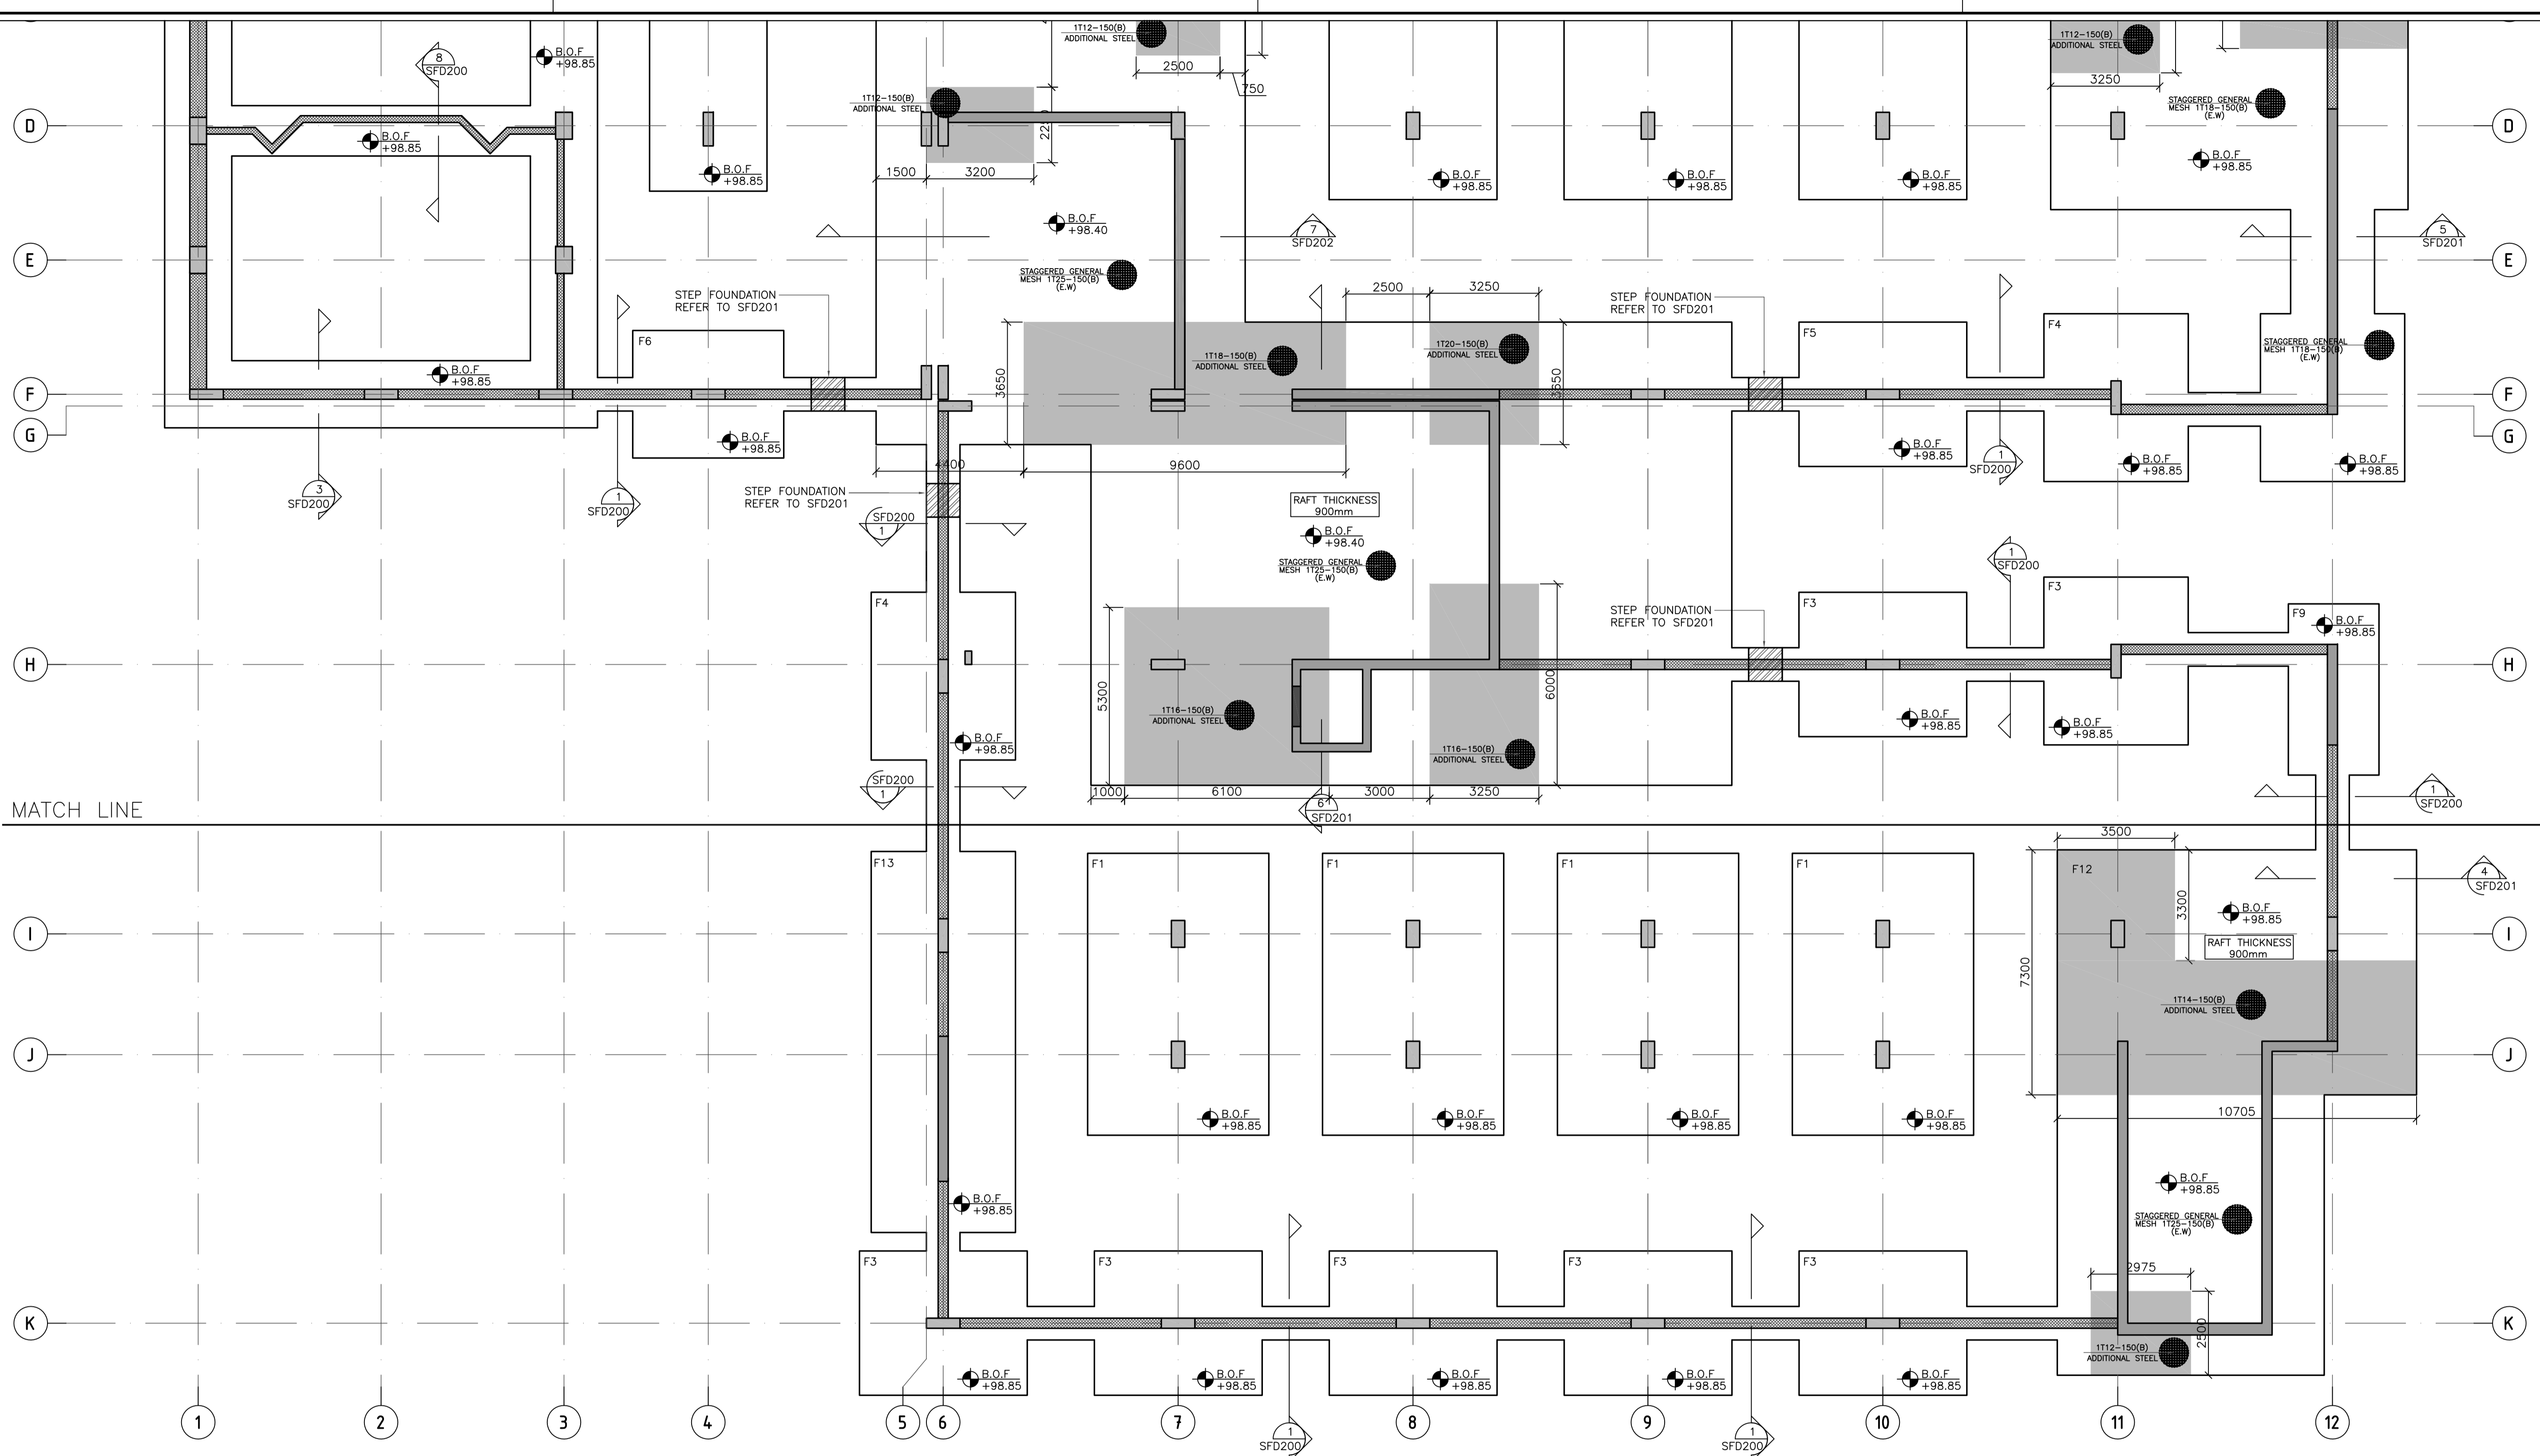 1T12-150(B)
ADDITIONAL STEEL
2500
750
1T12-150(B)
ADDITIONAL STEEL
3250
8
SFD200
B.O.F
+98.85
1T12-150(B)
ADDITIONAL STEEL
STAGGERED GENERAL
MESH 1T18-150(B)
(E.W)
D
B.O.F
+98.85
B.O.F
+98.85
1500
3200
B.O.F
+98.85
B.O.F
+98.85
B.O.F
+98.85
B.O.F
+98.85
D
B.O.F
+98.40
7
SFD202
5
SFD201
E
STAGGERED GENERAL
MESH 1T25-150(B)
(E.W)
E
STEP FOUNDATION
REFER TO SFD201
2500
3250
STEP FOUNDATION
REFER TO SFD201
F6
F5
F4
3650
1T18-150(B)
ADDITIONAL STEEL
1T20-150(B)
ADDITIONAL STEEL
3650
STAGGERED GENERAL
MESH 1T18-150(B)
(E.W)
B.O.F
+98.85
F
F
G
G
B.O.F
+98.85
4400
9600
B.O.F
+98.85
1
SFD200
B.O.F
+98.85
B.O.F
+98.85
3
SFD200
1
SFD200
STEP FOUNDATION
REFER TO SFD201
SFD200
1
RAFT THICKNESS
900mm
B.O.F
+98.40
STAGGERED GENERAL
MESH 1T25-150(B)
(E.W)
1
SFD200
F4
STEP FOUNDATION
REFER TO SFD201
F3
F3
F9
B.O.F
+98.85
H
H
5300
6000
1T16-150(B)
ADDITIONAL STEEL
B.O.F
+98.85
B.O.F
+98.85
B.O.F
+98.85
1T16-150(B)
ADDITIONAL STEEL
SFD200
1
1000
6100
3000
3250
6
SFD201
1
SFD200
MATCH LINE
3500
F13
F1
F1
F1
F1
F12
4
SFD201
3300
B.O.F
+98.85
I
I
RAFT THICKNESS
900mm
7300
1T14-150(B)
ADDITIONAL STEEL
J
J
B.O.F
+98.85
B.O.F
+98.85
B.O.F
+98.85
B.O.F
+98.85
10705
B.O.F
+98.85
B.O.F
+98.85
STAGGERED GENERAL
MESH 1T25-150(B)
(E.W)
F3
F3
F3
F3
F3
2975
K
2500
K
1T12-150(B)
ADDITIONAL STEEL
B.O.F
+98.85
B.O.F
+98.85
B.O.F
+98.85
B.O.F
+98.85
B.O.F
+98.85
1
2
3
4
5
6
7
8
9
10
11
12
1
SFD200
1
SFD200